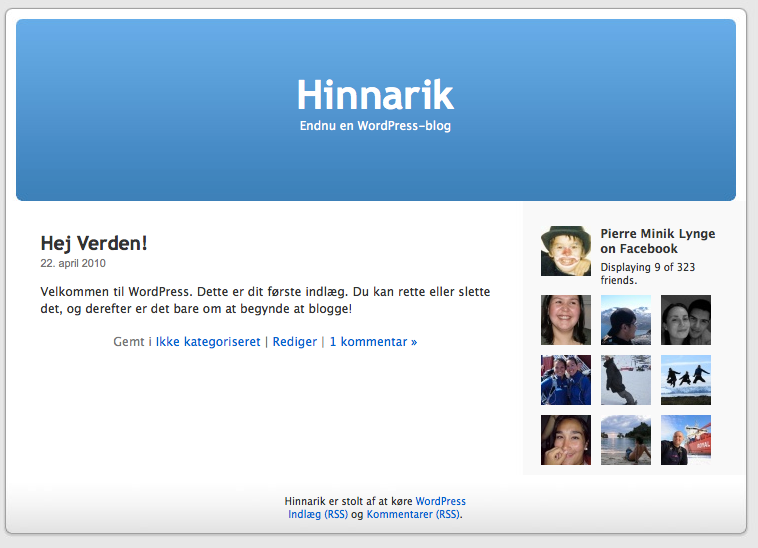 Hinnarik
Endnu en WordPress-blog
Hej Verden!
22. april 2010
Velkommen til WordPress. Dette er dit første indlæg. Du kan rette eller slette
det, og derefter er det bare om at begynde at blogge!
Gemt i Ikke kategoriseret | Rediger | 1 kommentar »
Pierre Minik Lynge
on Facebook
Displaying 9 of 323
friends.
Hinnarik er stolt af at køre WordPress
Indlæg (RSS) og Kommentarer (RSS).